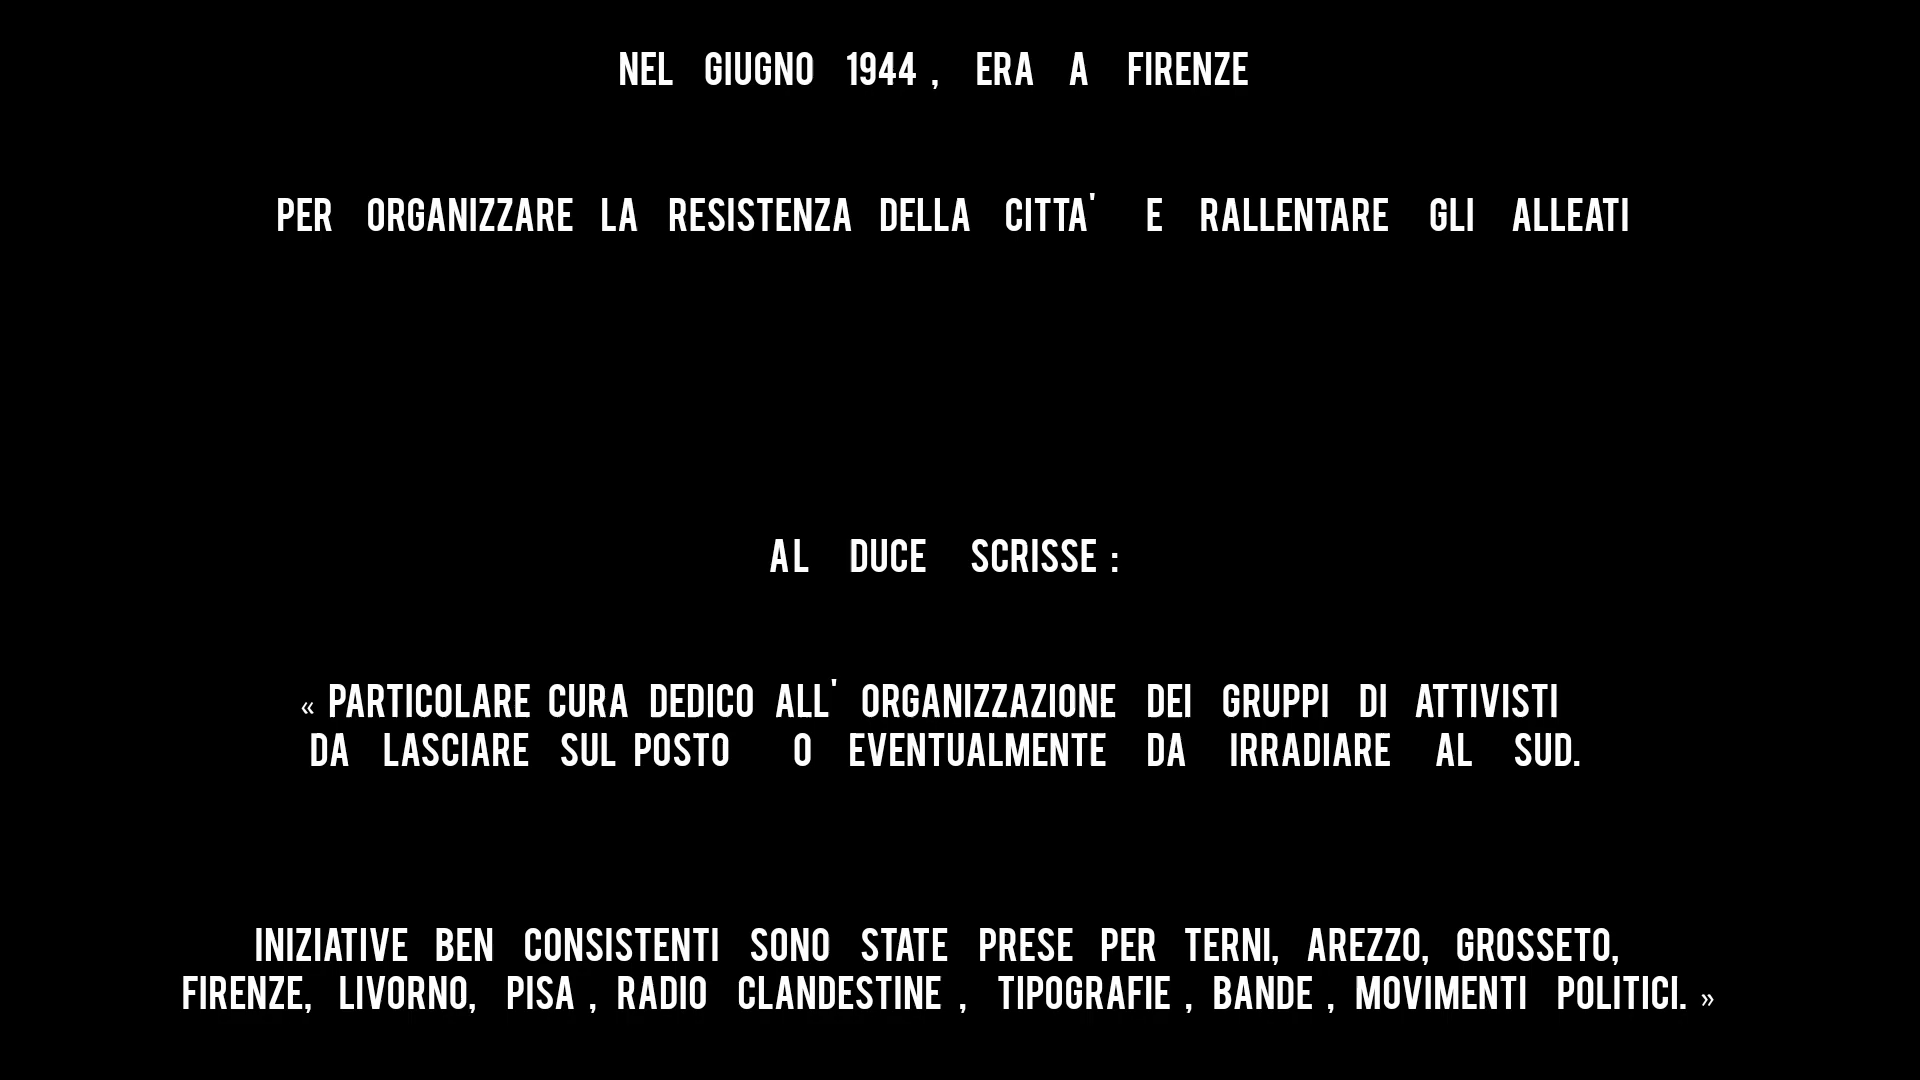 NEL GIUGNO 1944 , ERA A FIRENZE
PER ORGANIZZARE LA RESISTENZA DELLA CITTA' E RALLENTARE GLI ALLEATI
AL DUCE SCRISSE :
« PARTICOLARE CURA DEDICO ALL' ORGANIZZAZIONE DEI GRUPPI DI ATTIVISTI
DA LASCIARE SUL POSTO O EVENTUALMENTE DA IRRADIARE AL SUD.
INIZIATIVE BEN CONSISTENTI SONO STATE PRESE PER TERNI, AREZZO, GROSSETO,
FIRENZE, LIVORNO, PISA , RADIO CLANDESTINE , TIPOGRAFIE , BANDE , MOVIMENTI POLITICI. »